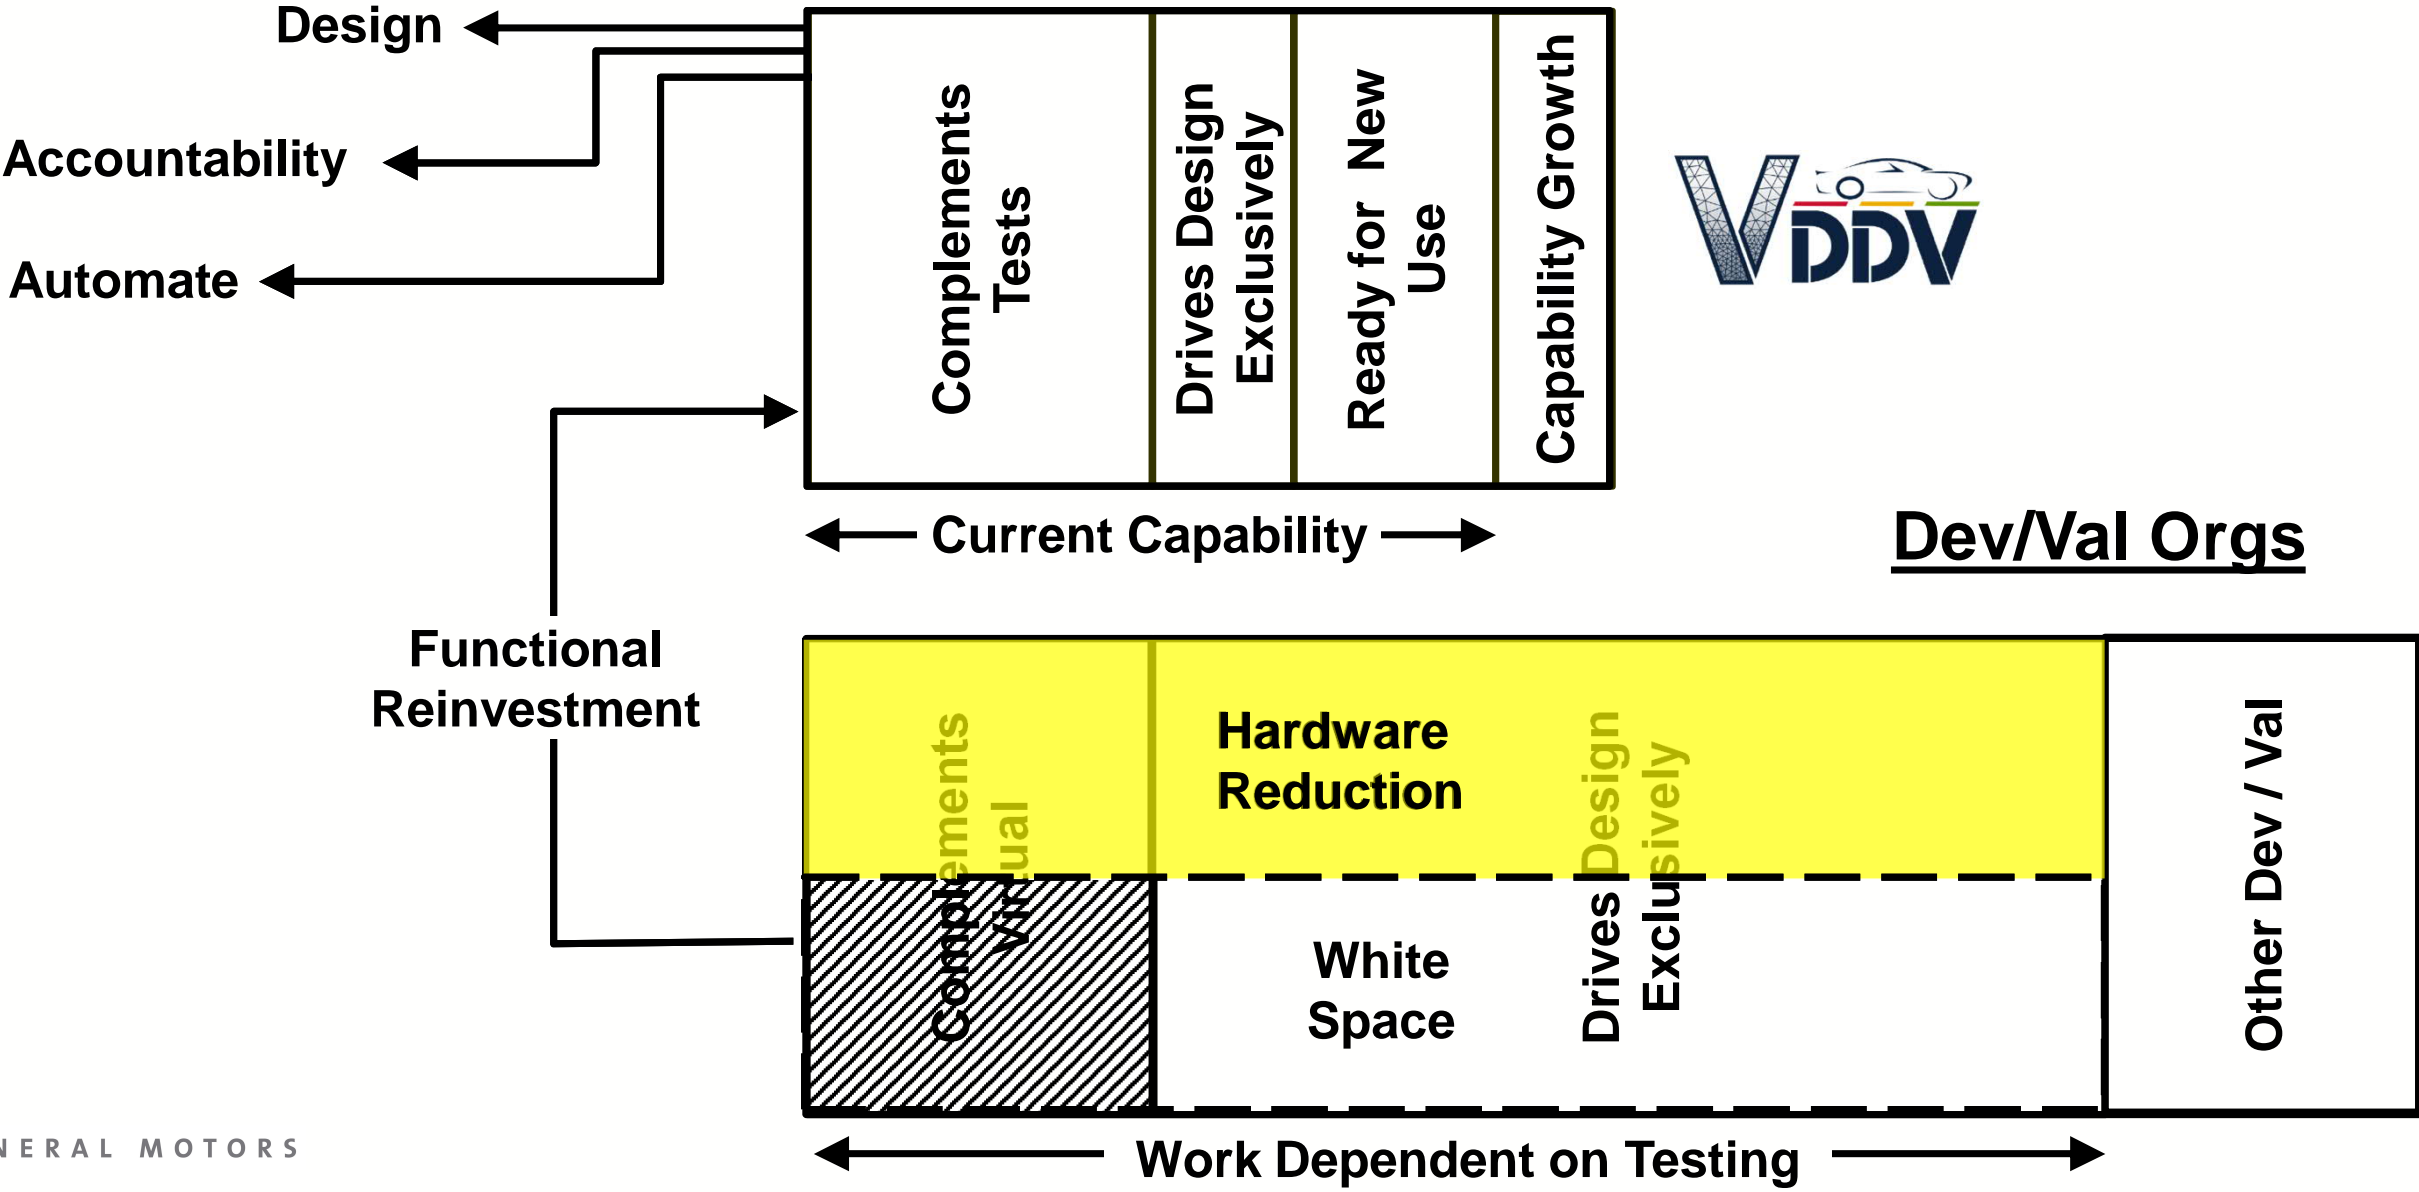 Design
Accountability
Automate
Complements
Tests
Drives Design
Exclusively
Ready for New
Use
Capability Growth
VDDV
Current Capability
Dev/Val Orgs
Functional
Reinvestment
Complements
Virtual
Hardware
Reduction
Drives Design
Exclusively
White
Space
Other Dev / Val
Work Dependent on Testing
NERAL MOTORS